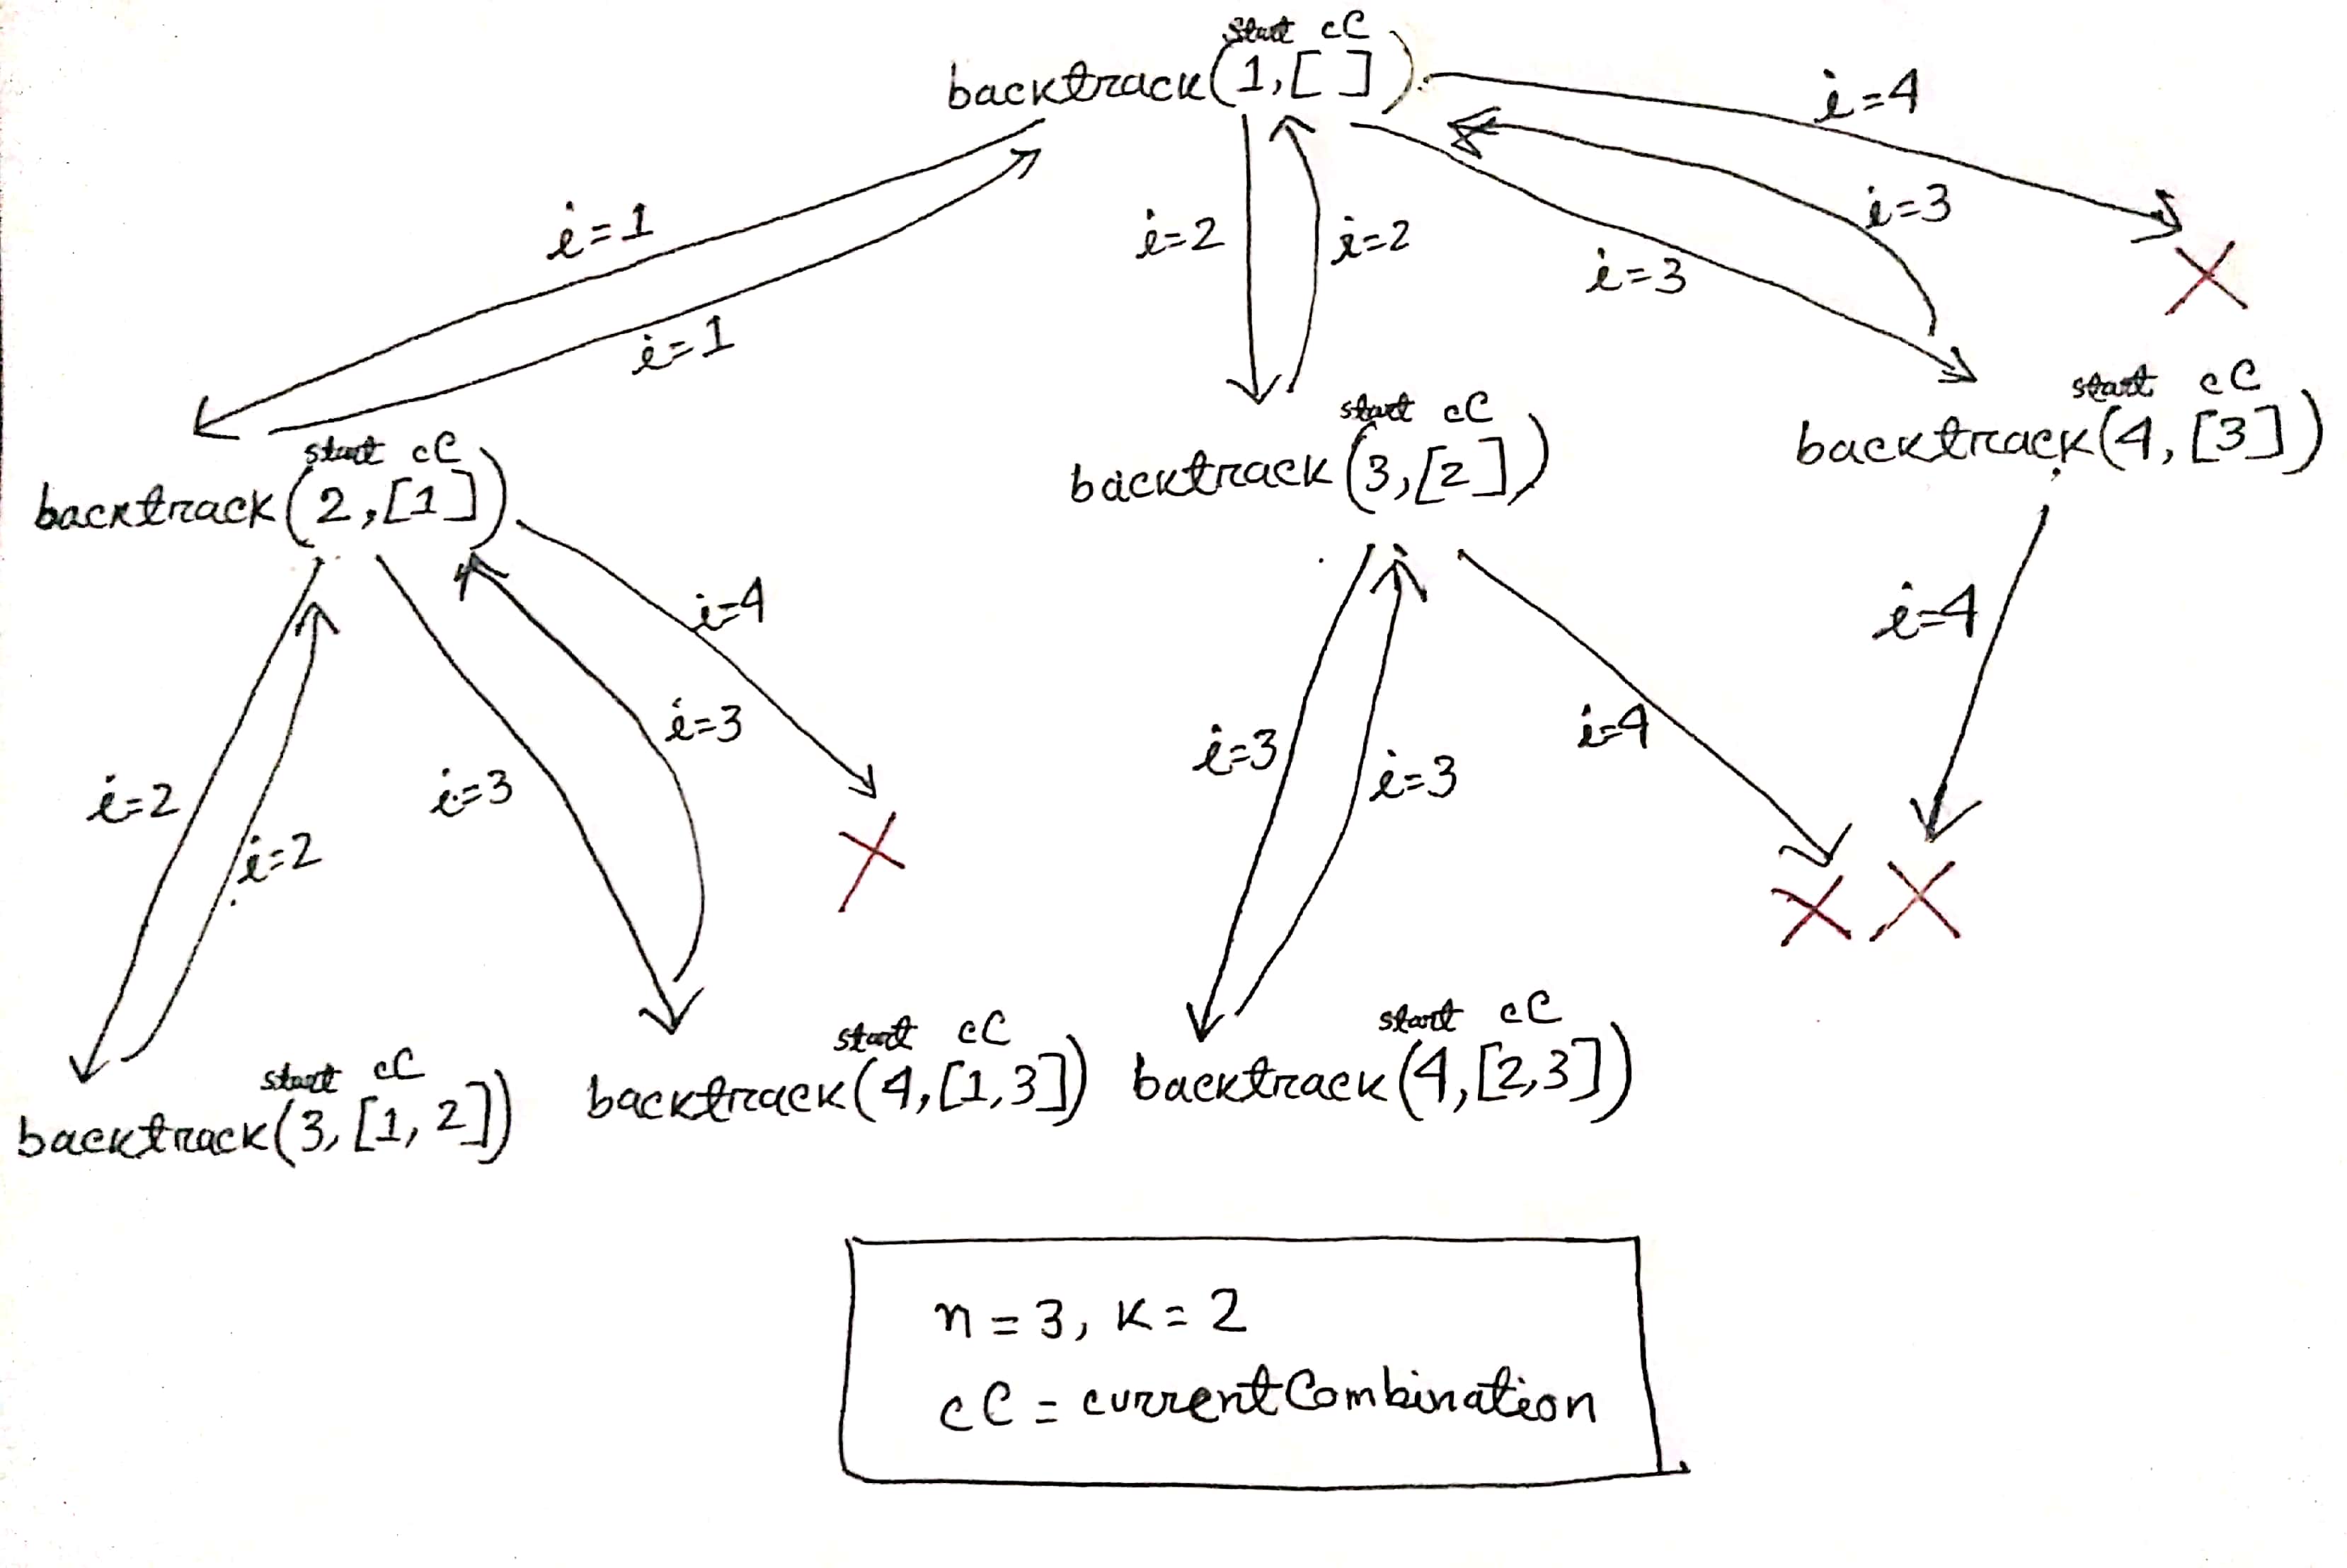 start cC
backtrack(1,[ ])
i=4
i=3
i=1
i=2
i=2
i=3
i=1
start cC
backtrack(4,[3])
start cC
backtrack(3,[2])
start cC
backtrack(2,[1])
i=4
i=4
i=3
i=4
i=3
i=3
i=2
i=3
i=2
start cC
backtrack(3,[1, 2])
start cC
backtrack(4,[1,3])
start cC
backtrack(4,[2,3])
n = 3, K = 2
cC = currentCombination